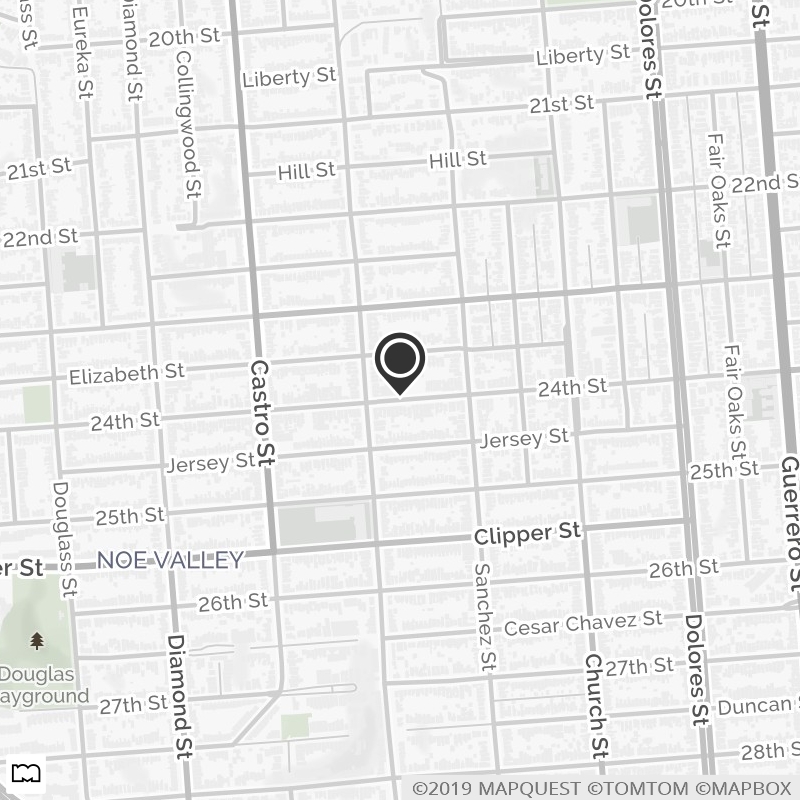 20th St
20th St
Liberty St
Liberty St
Eureka St
Diamond St
Collingwood St
Dolores St
21st St
21st St
Hill St
Hill St
Fair Oaks St
22nd St
22nd St
Elizabeth St
Castro St
24th St
24th St
Fair Oaks St
Jersey St
Jersey St
25th St
25th St
Guerrero St
Douglass St
Clipper St
NOE VALLEY
26th St
26th St
Sanchez St
Cesar Chavez St
Dolores St
Diamond St
Church St
27th St
27th St
Douglas
Duncan
28th S
©2019 MAPQUEST ©TOMTOM ©MAPBOX